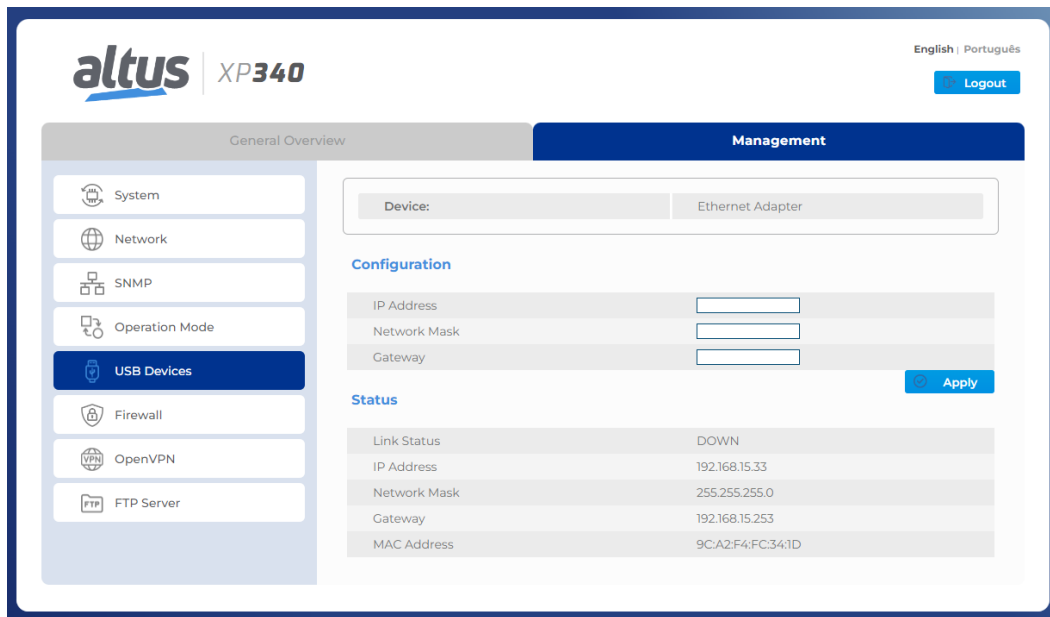 altus XP340
English | Português
Logout
General Overview
Management
System
Network
SNMP
Operation Mode
USB Devices
Firewall
VPN OpenVPN
FTP FTP Server
Device: Ethernet Adapter
Configuration
IP Address
Network Mask
Gateway
Apply
Status
Link Status DOWN
IP Address 192.168.15.33
Network Mask 255.255.255.0
Gateway 192.168.15.253
MAC Address 9C:A2:F4:FC:34:1D